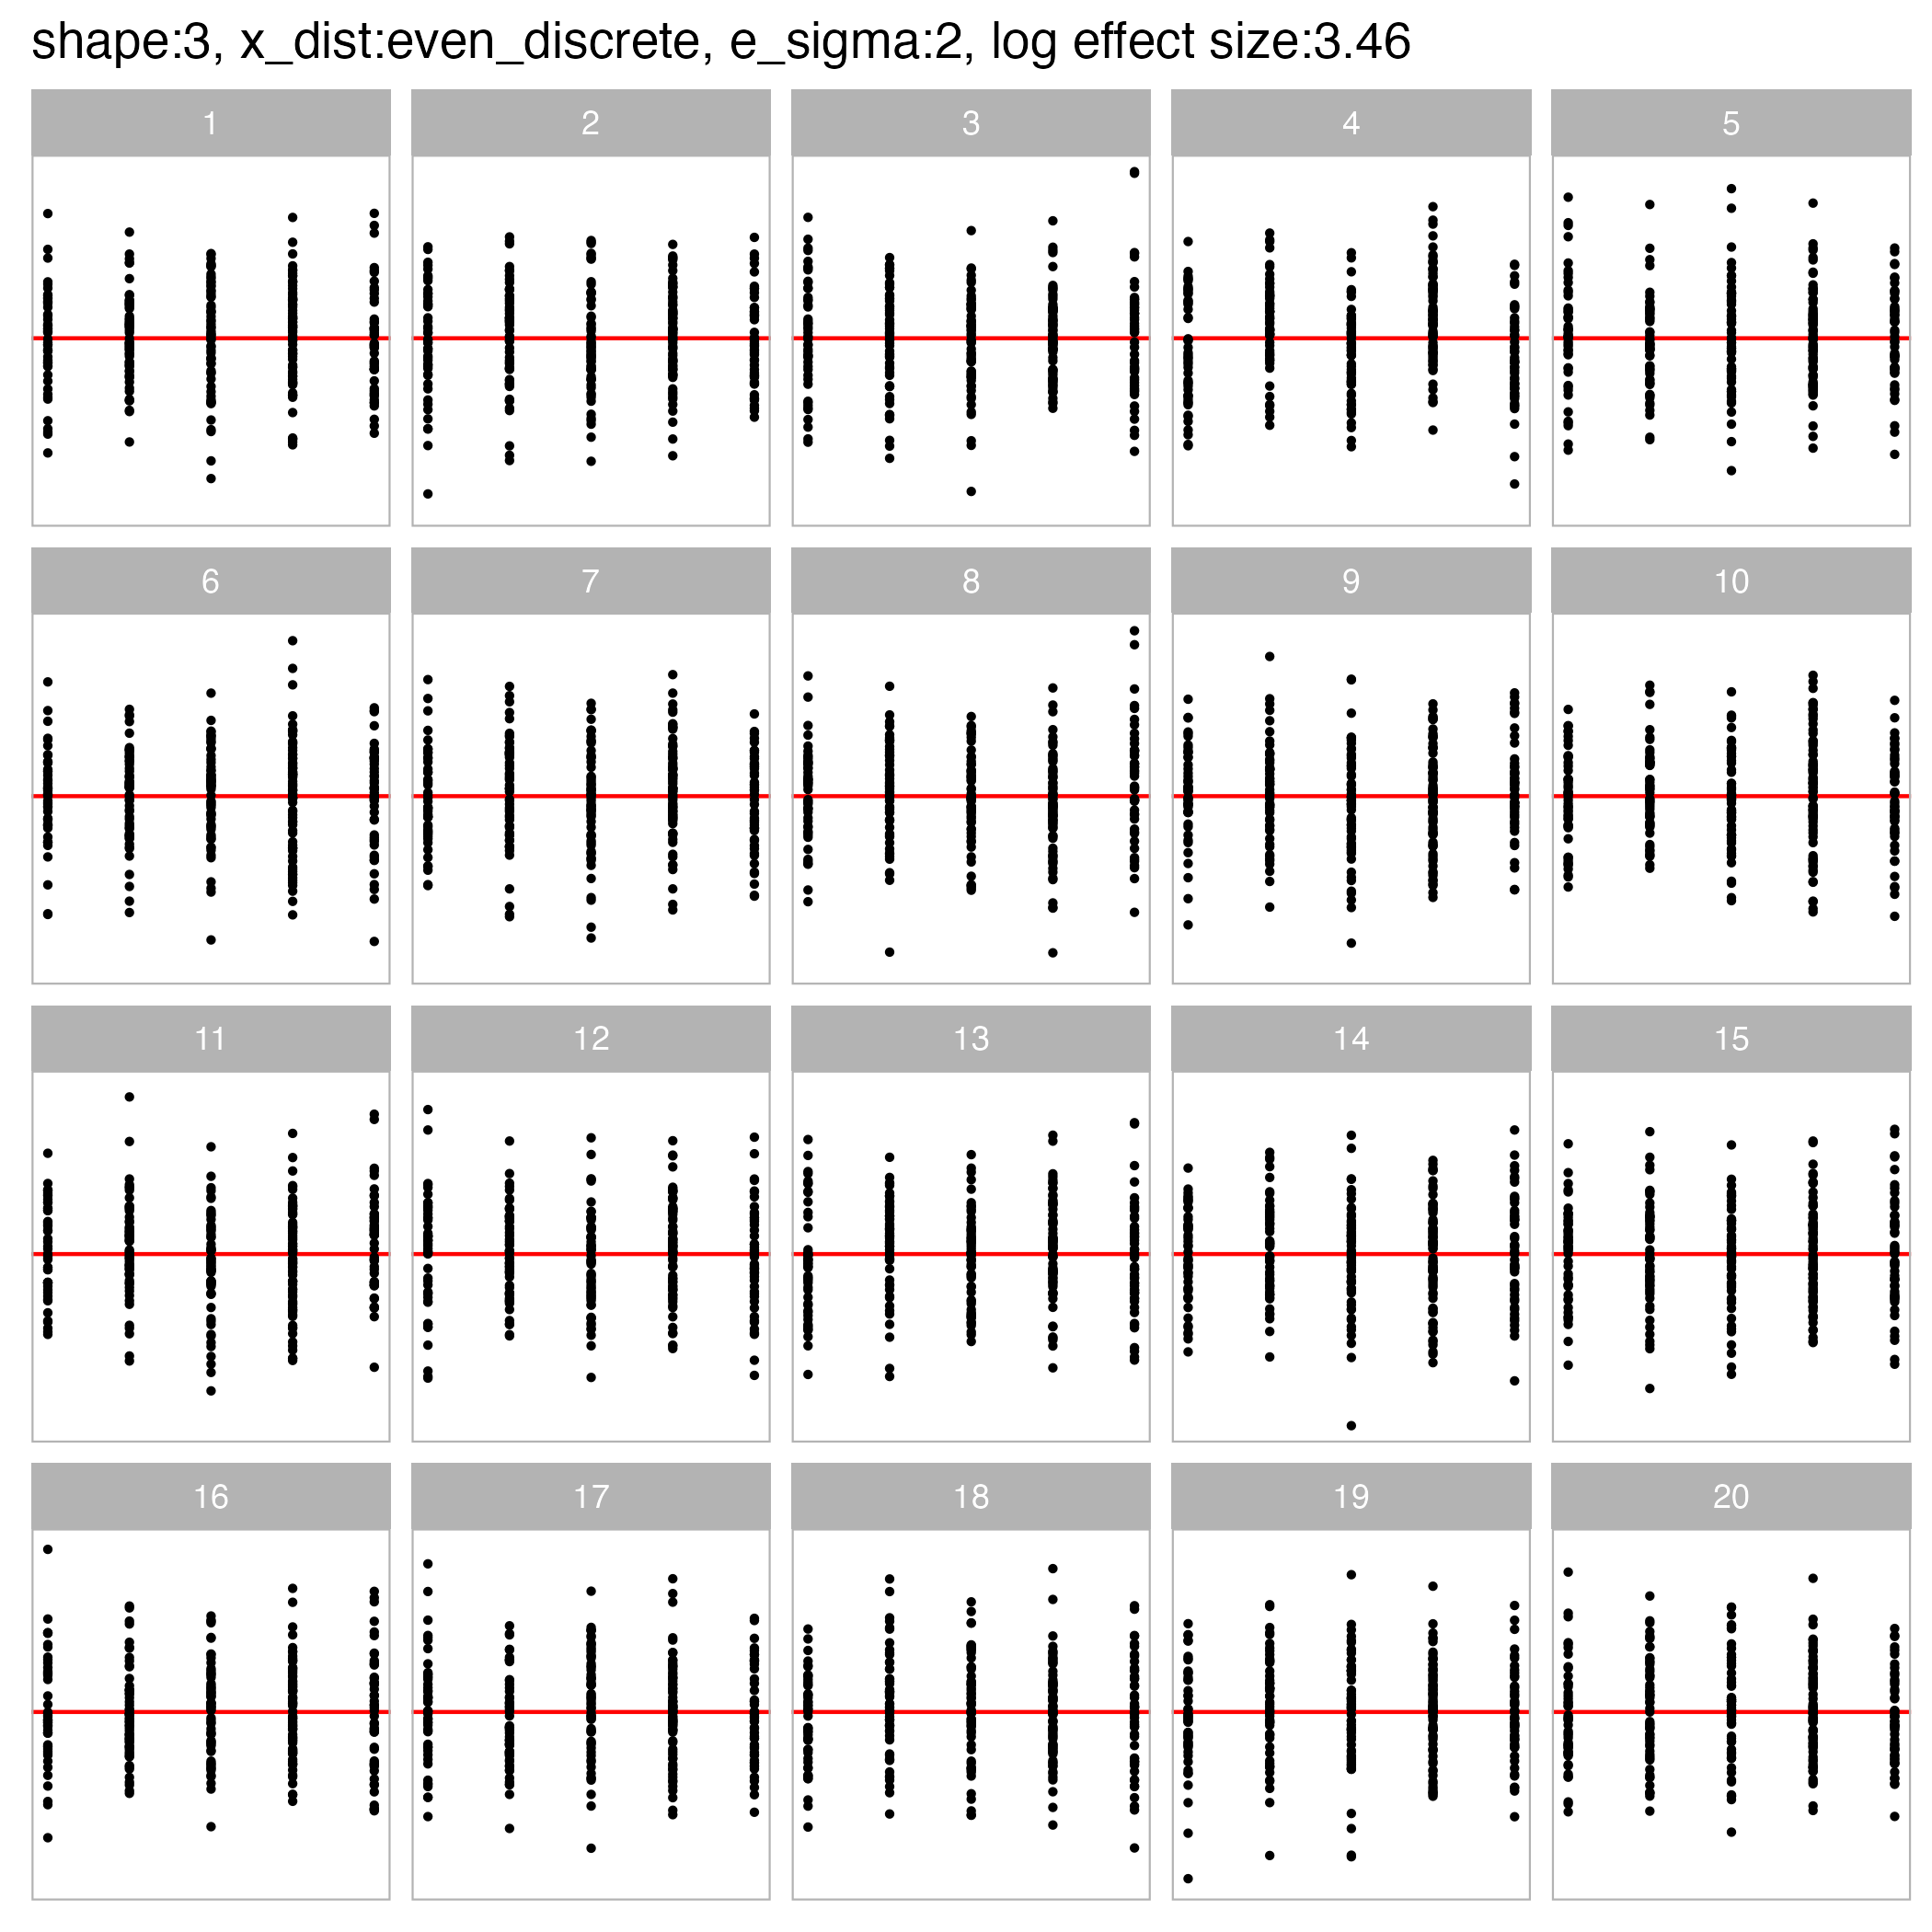 shape:3, x_dist:even_discrete, e_sigma:2, log effect size:3.46
1 2 3 4 5
6 7 8 9 10
11 12 13 14 15
16 17 18 19 20